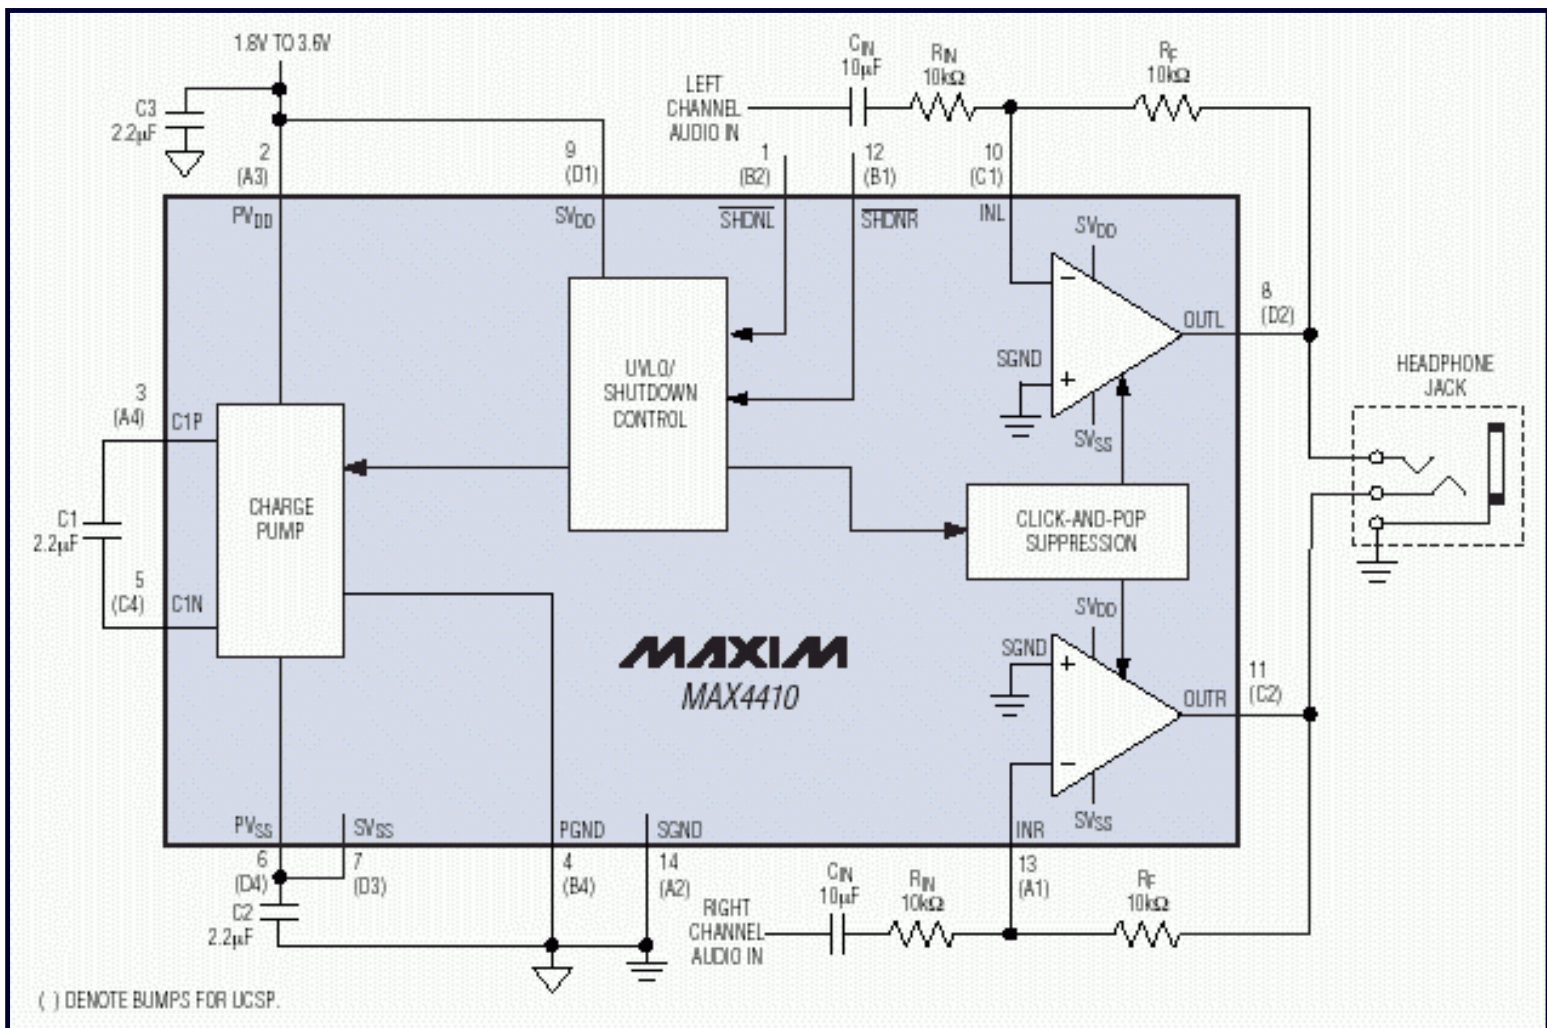 1.8V TO 3.6V
C3
2.2µF
2
(A3)
9
(D1)
LEFT
CHANNEL
AUDIO IN
CIN
10µF
RIN
10kΩ
RF
10kΩ
1
(B2)
12
(B1)
10
(C1)
PVDD
SVDD
SHDNL
SHDNR
INL
SVDD
8
(D2)
OUTL
SGND
SVSS
UVLO/
SHUTDOWN
CONTROL
HEADPHONE
JACK
3
(A4)
C1P
CHARGE
PUMP
C1
2.2µF
5
(C4)
C1N
CLICK-AND-POP
SUPPRESSION
MAXIM
MAX4410
SVDD
SGND
OUTR
11
(C2)
SVSS
INR
PVSS
SVSS
PGND
SGND
6
(D4)
7
(D3)
4
(B4)
14
(A2)
13
(A1)
C2
2.2µF
RIGHT
CHANNEL
AUDIO IN
CIN
10µF
RIN
10kΩ
RF
10kΩ
( ) DENOTE BUMPS FOR UCSP.